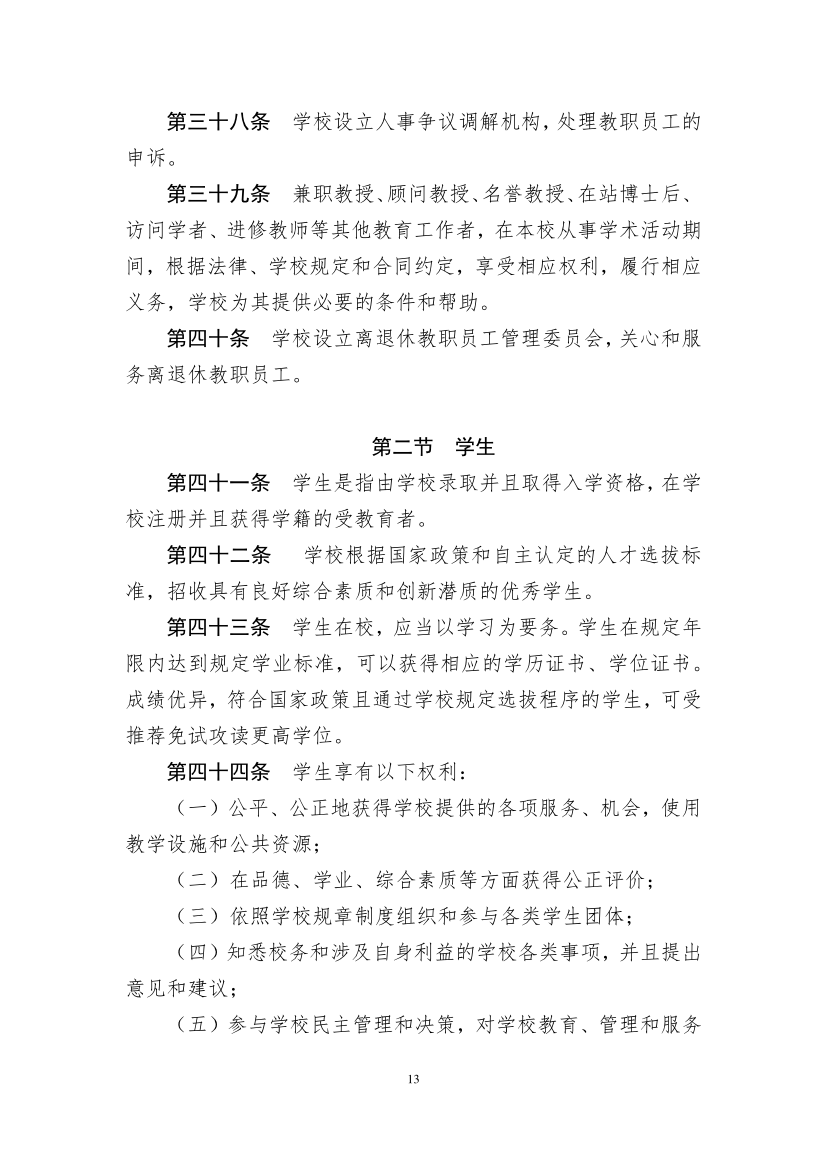 第三十八条　学校设立人事争议调解机构，处理教职员工的
申诉。
第三十九条　兼职教授、顾问教授、名誉教授、在站博士后、
访问学者、进修教师等其他教育工作者，在本校从事学术活动期
间，根据法律、学校规定和合同约定，享受相应权利，履行相应
义务，学校为其提供必要的条件和帮助。
第四十条　学校设立离退休教职员工管理委员会，关心和服
务离退休教职员工。
第二节　学生
第四十一条　学生是指由学校录取并且取得入学资格，在学
校注册并且获得学籍的受教育者。
第四十二条　学校根据国家政策和自主认定的人才选拔标
准，招收具有良好综合素质和创新潜质的优秀学生。
第四十三条　学生在校，应当以学习为要务。学生在规定年
限内达到规定学业标准，可以获得相应的学历证书、学位证书。
成绩优异，符合国家政策且通过学校规定选拔程序的学生，可受
推荐免试攻读更高学位。
第四十四条　学生享有以下权利：
（一）公平、公正地获得学校提供的各项服务、机会，使用
教学设施和公共资源；
（二）在品德、学业、综合素质等方面获得公正评价；
（三）依照学校规章制度组织和参与各类学生团体；
（四）知悉校务和涉及自身利益的学校各类事项，并且提出
意见和建议；
（五）参与学校民主管理和决策，对学校教育、管理和服务
13